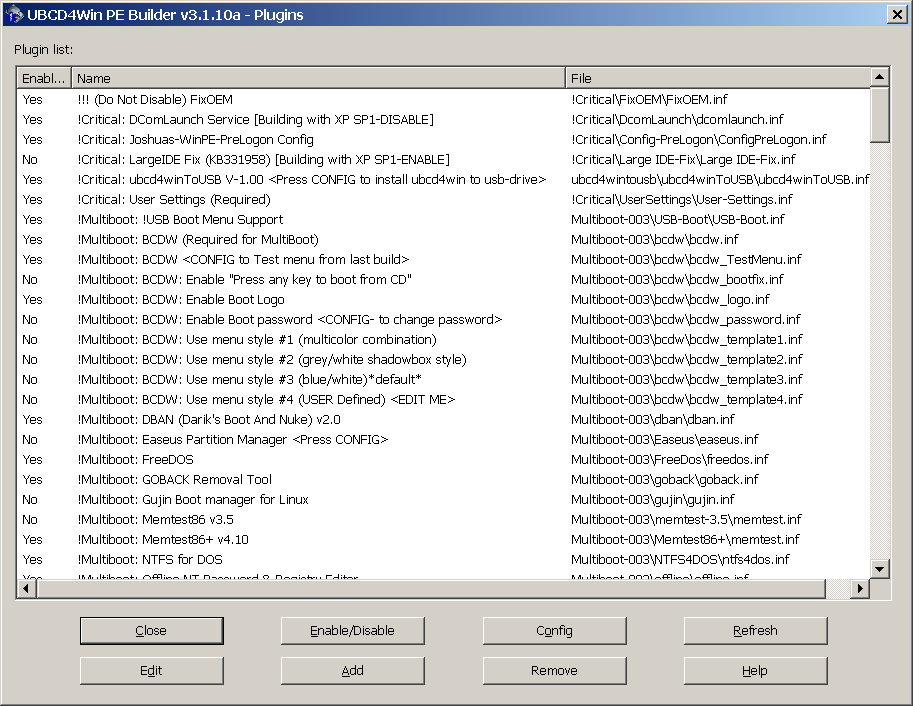 UBCD4Win PE Builder v3.1.10a - Plugins
Plugin list:
Enabl... Name File
Yes !!! (Do Not Disable) FixOEM !Critical\FixOEM\FixOEM.inf
Yes !Critical: DComLaunch Service [Building with XP SP1-DISABLE] !Critical\DcomLaunch\dcomlaunch.inf
Yes !Critical: Joshuas-WinPE-PreLogon Config !Critical\Config-PreLogon\ConfigPreLogon.inf
No !Critical: LargeIDE Fix (KB331958) [Building with XP SP1-ENABLE] !Critical\Large IDE-Fix\Large IDE-Fix.inf
Yes !Critical: ubcd4winToUSB V-1.00 <Press CONFIG to install ubcd4win to usb-drive> ubcd4wintousb\ubcd4winToUSB\ubcd4winToUSB.inf
Yes !Critical: User Settings (Required) !Critical\UserSettings\User-Settings.inf
Yes !Multiboot: !USB Boot Menu Support Multiboot-003\USB-Boot\USB-Boot.inf
Yes !Multiboot: BCDW (Required for MultiBoot) Multiboot-003\bcdw\bcdw.inf
Yes !Multiboot: BCDW <CONFIG to Test menu from last build> Multiboot-003\bcdw\bcdw_TestMenu.inf
No !Multiboot: BCDW: Enable "Press any key to boot from CD" Multiboot-003\bcdw\bcdw_bootfix.inf
Yes !Multiboot: BCDW: Enable Boot Logo Multiboot-003\bcdw\bcdw_logo.inf
No !Multiboot: BCDW: Enable Boot password <CONFIG- to change password> Multiboot-003\bcdw\bcdw_password.inf
No !Multiboot: BCDW: Use menu style #1 (multicolor combination) Multiboot-003\bcdw\bcdw_template1.inf
No !Multiboot: BCDW: Use menu style #2 (grey/white shadowbox style) Multiboot-003\bcdw\bcdw_template2.inf
No !Multiboot: BCDW: Use menu style #3 (blue/white)*default* Multiboot-003\bcdw\bcdw_template3.inf
No !Multiboot: BCDW: Use menu style #4 (USER Defined) <EDIT ME> Multiboot-003\bcdw\bcdw_template4.inf
Yes !Multiboot: DBAN (Darik's Boot And Nuke) v2.0 Multiboot-003\dban\dban.inf
No !Multiboot: Easeus Partition Manager <Press CONFIG> Multiboot-003\Easeus\easeus.inf
Yes !Multiboot: FreeDOS Multiboot-003\FreeDos\freedos.inf
Yes !Multiboot: GOBACK Removal Tool Multiboot-003\goback\goback.inf
No !Multiboot: Gujin Boot manager for Linux Multiboot-003\gujin\gujin.inf
No !Multiboot: Memtest86 v3.5 Multiboot-003\memtest-3.5\memtest.inf
Yes !Multiboot: Memtest86+ v4.10 Multiboot-003\Memtest86+\memtest.inf
Yes !Multiboot: NTFS for DOS Multiboot-003\NTFS4DOS\ntfs4dos.inf
Yes !Multiboot: Offline NT Password & Registry Editor Multiboot-003\offline\offline.inf
Close Enable/Disable Config Refresh
Edit Add Remove Help